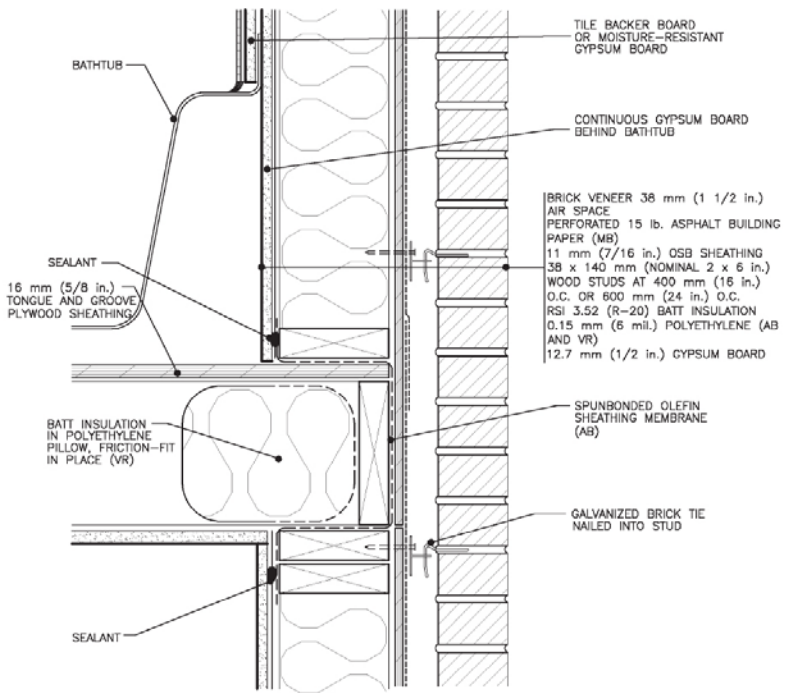 TILE BACKER BOARD
OR MOISTURE-RESISTANT
GYPSUM BOARD
BATHTUB
CONTINUOUS GYPSUM BOARD
BEHIND BATHTUB
BRICK VENEER 38 mm (1 1/2 in.)
AIR SPACE
PERFORATED 15 lb. ASPHALT BUILDING
PAPER (MB)
11 mm (7/16 in.) OSB SHEATHING
38 x 140 mm (NOMINAL 2 x 6 in.)
WOOD STUDS AT 400 mm (16 in.)
O.C. OR 600 mm (24 in.) O.C.
RSI 3.52 (R-20) BATT INSULATION
0.15 mm (6 mil.) POLYETHYLENE (AB
AND VR)
12.7 mm (1/2 in.) GYPSUM BOARD
SEALANT
16 mm (5/8 in.)
TONGUE AND GROOVE
PLYWOOD SHEATHING
SPUNBONDED OLEFIN
SHEATHING MEMBRANE
(AB)
BATT INSULATION
IN POLYETHYLENE
PILLOW, FRICTION-FIT
IN PLACE (VR)
GALVANIZED BRICK TIE
NAILED INTO STUD
SEALANT